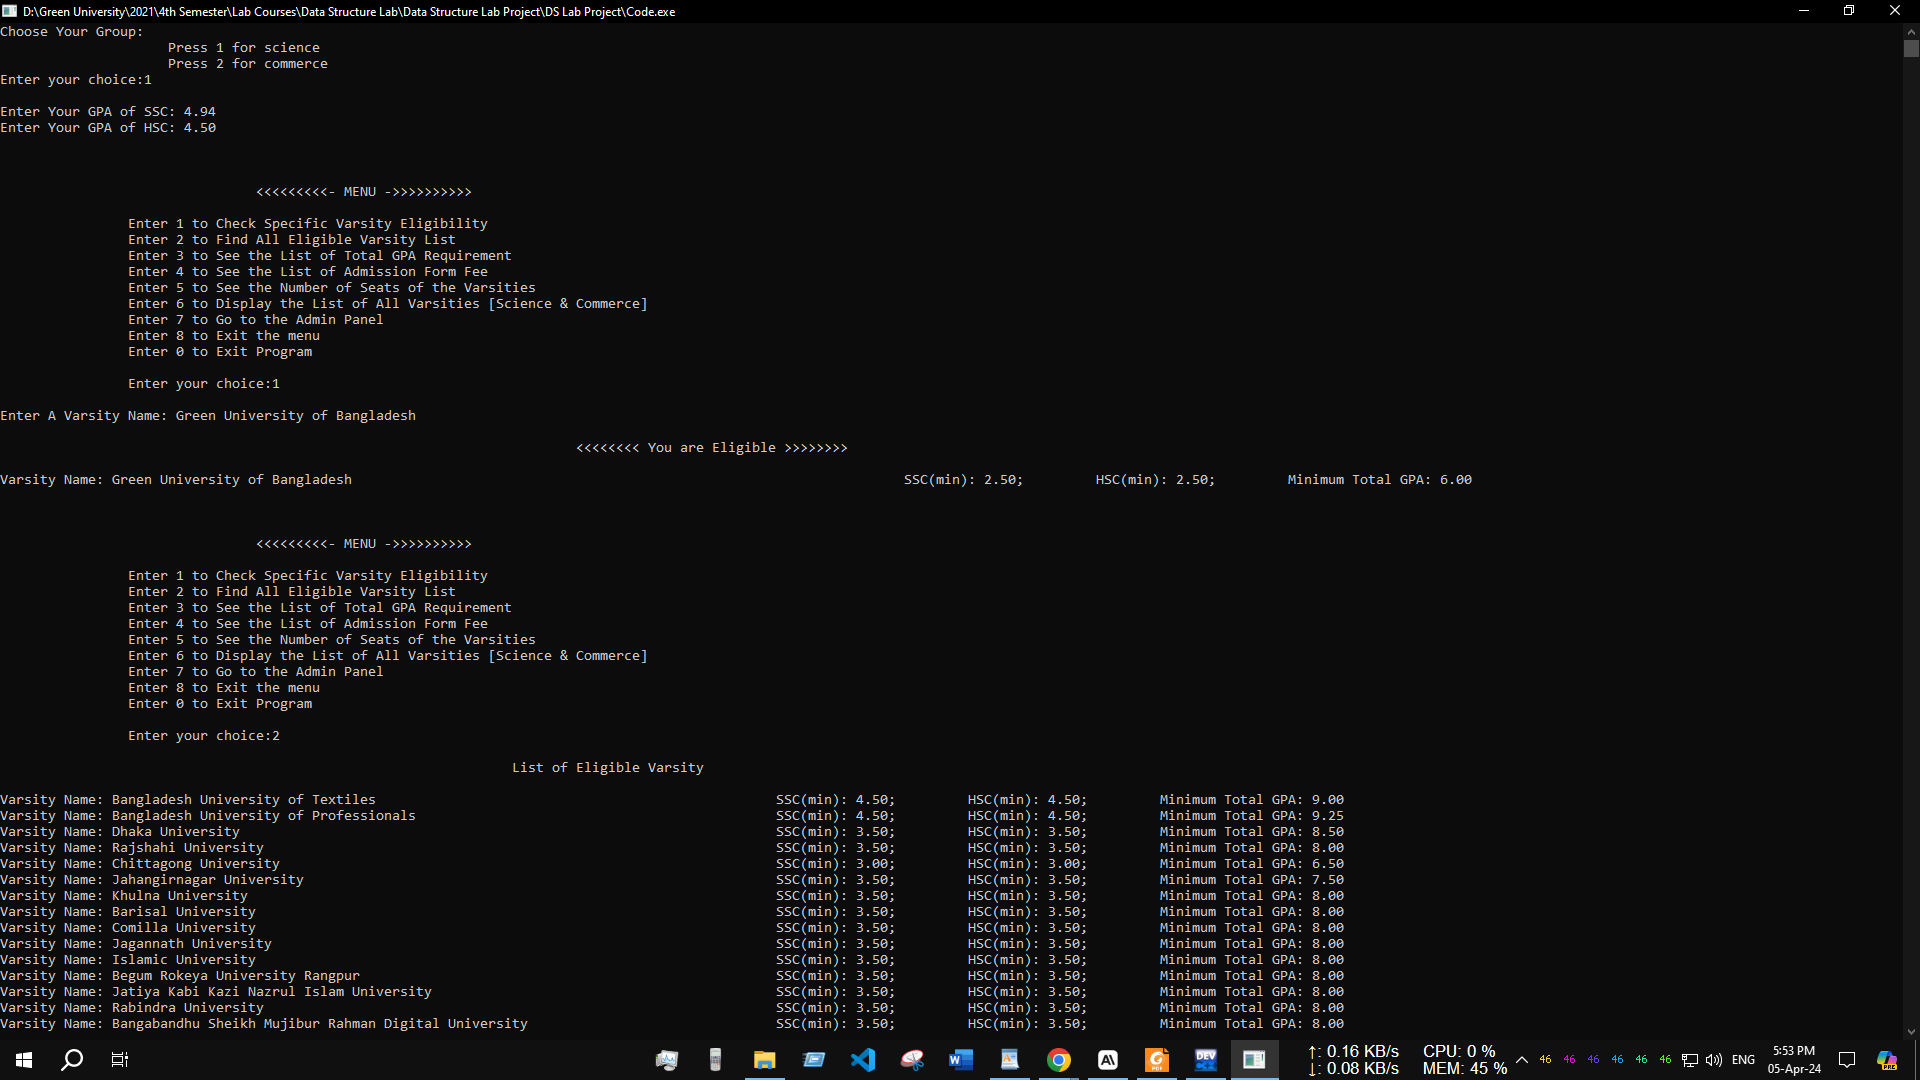 D:\Green University\2021\4th Semester\Lab Courses\Data Structure Lab\Data Structure Lab Project\DS Lab Project\Code.exe
Choose Your Group:
Press 1 for science
Press 2 for commerce
Enter your choice:1
Enter Your GPA of SSC: 4.94
Enter Your GPA of HSC: 4.50
<<<<<<<<<- MENU ->>>>>>>>>>
Enter 1 to Check Specific Varsity Eligibility
Enter 2 to Find All Eligible Varsity List
Enter 3 to See the List of Total GPA Requirement
Enter 4 to See the List of Admission Form Fee
Enter 5 to See the Number of Seats of the Varsities
Enter 6 to Display the List of All Varsities [Science & Commerce]
Enter 7 to Go to the Admin Panel
Enter 8 to Exit the menu
Enter 0 to Exit Program
Enter your choice:1
Enter A Varsity Name: Green University of Bangladesh
<<<<<<<< You are Eligible >>>>>>>>
Varsity Name: Green University of Bangladesh SSC(min): 2.50; HSC(min): 2.50; Minimum Total GPA: 6.00
<<<<<<<<<- MENU ->>>>>>>>>>
Enter 1 to Check Specific Varsity Eligibility
Enter 2 to Find All Eligible Varsity List
Enter 3 to See the List of Total GPA Requirement
Enter 4 to See the List of Admission Form Fee
Enter 5 to See the Number of Seats of the Varsities
Enter 6 to Display the List of All Varsities [Science & Commerce]
Enter 7 to Go to the Admin Panel
Enter 8 to Exit the menu
Enter 0 to Exit Program
Enter your choice:2
List of Eligible Varsity
Varsity Name: Bangladesh University of Textiles SSC(min): 4.50; HSC(min): 4.50; Minimum Total GPA: 9.00
Varsity Name: Bangladesh University of Professionals SSC(min): 4.50; HSC(min): 4.50; Minimum Total GPA: 9.25
Varsity Name: Dhaka University SSC(min): 3.50; HSC(min): 3.50; Minimum Total GPA: 8.50
Varsity Name: Rajshahi University SSC(min): 3.50; HSC(min): 3.50; Minimum Total GPA: 8.00
Varsity Name: Chittagong University SSC(min): 3.00; HSC(min): 3.00; Minimum Total GPA: 6.50
Varsity Name: Jahangirnagar University SSC(min): 3.50; HSC(min): 3.50; Minimum Total GPA: 7.50
Varsity Name: Khulna University SSC(min): 3.50; HSC(min): 3.50; Minimum Total GPA: 8.00
Varsity Name: Barisal University SSC(min): 3.50; HSC(min): 3.50; Minimum Total GPA: 8.00
Varsity Name: Comilla University SSC(min): 3.50; HSC(min): 3.50; Minimum Total GPA: 8.00
Varsity Name: Jagannath University SSC(min): 3.50; HSC(min): 3.50; Minimum Total GPA: 8.00
Varsity Name: Islamic University SSC(min): 3.50; HSC(min): 3.50; Minimum Total GPA: 8.00
Varsity Name: Begum Rokeya University Rangpur SSC(min): 3.50; HSC(min): 3.50; Minimum Total GPA: 8.00
Varsity Name: Jatiya Kabi Kazi Nazrul Islam University SSC(min): 3.50; HSC(min): 3.50; Minimum Total GPA: 8.00
Varsity Name: Rabindra University SSC(min): 3.50; HSC(min): 3.50; Minimum Total GPA: 8.00
Varsity Name: Bangabandhu Sheikh Mujibur Rahman Digital University SSC(min): 3.50; HSC(min): 3.50; Minimum Total GPA: 8.00
↑: 0.16 KB/s CPU: 0 %
↓: 0.08 KB/s MEM: 45 %
46 46 46 46 46 46 ENG
5:53 PM
05-Apr-24